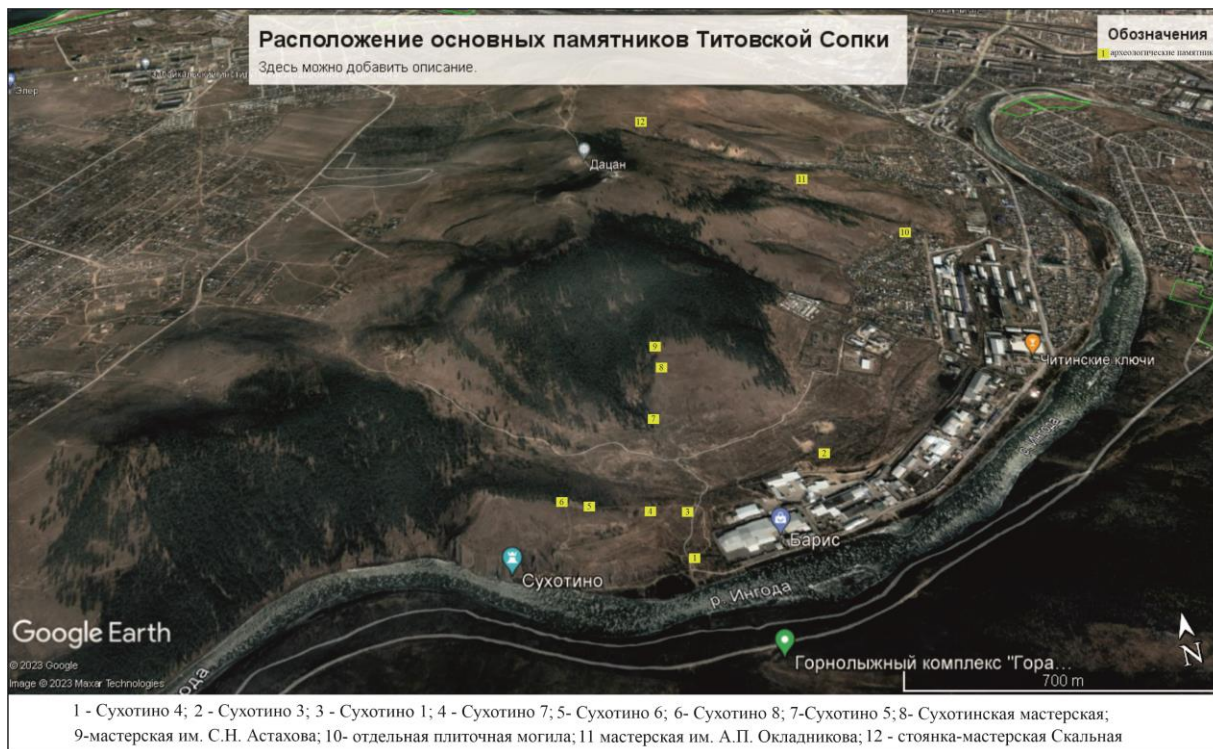 Расположение основных памятников Титовской Сопки
Здесь можно добавить описание.
Обозначения
1 археологические памятники
Элер
Дацан
12
11
10
9
8
7
2
6
5
4
3
1
Читинские ключи
Барис
Сухотино
р. Ингода
Горнолыжный комплекс "Гора...
Google Earth
© 2023 Google
Image © 2023 Maxar Technologies
N
700 m
1 - Сухотино 4; 2 - Сухотино 3; 3 - Сухотино 1; 4 - Сухотино 7; 5- Сухотино 6; 6- Сухотино 8; 7-Сухотино 5; 8- Сухотинская мастерская;
9-мастерская им. С.Н. Астахова; 10- отдельная плиточная могила; 11 мастерская им. А.П. Окладникова; 12 - стоянка-мастерская Скальная